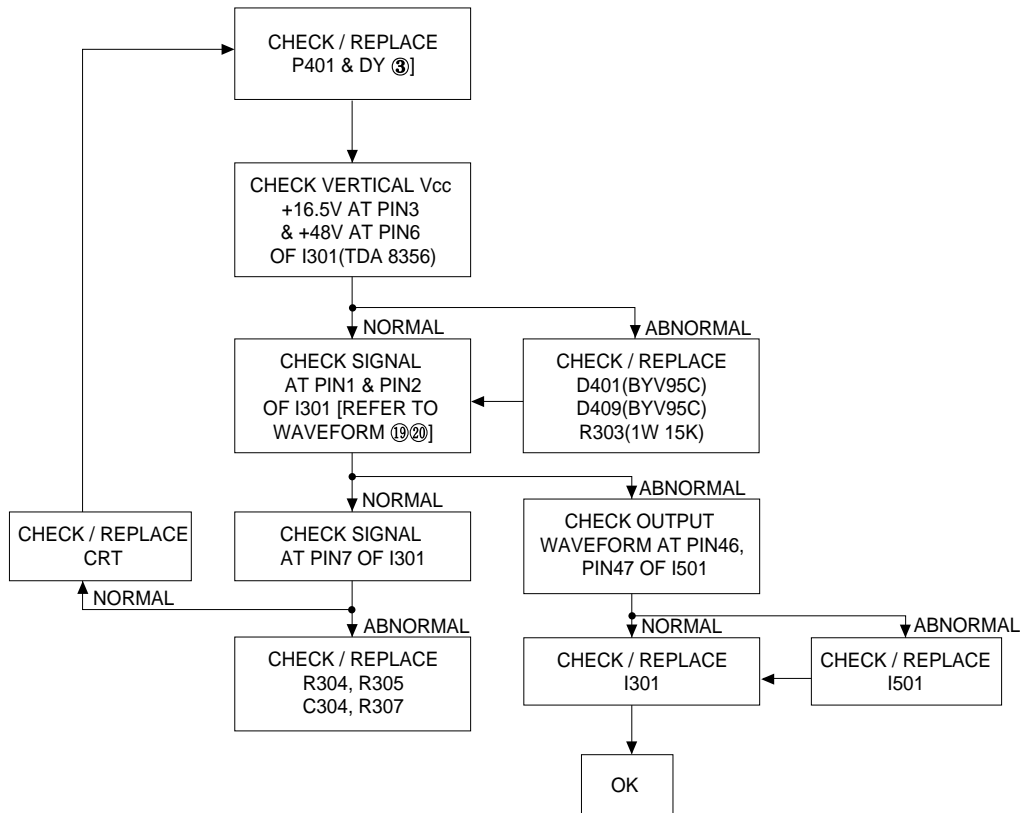 CHECK / REPLACE
P401 & DY ③]
CHECK VERTICAL Vcc
+16.5V AT PIN3
& +48V AT PIN6
OF I301(TDA 8356)
NORMAL
ABNORMAL
CHECK SIGNAL
AT PIN1 & PIN2
OF I301 [REFER TO
WAVEFORM ⑲⑳]
CHECK / REPLACE
D401(BYV95C)
D409(BYV95C)
R303(1W 15K)
NORMAL
ABNORMAL
CHECK / REPLACE
CRT
CHECK SIGNAL
AT PIN7 OF I301
CHECK OUTPUT
WAVEFORM AT PIN46,
PIN47 OF I501
NORMAL
ABNORMAL
NORMAL
ABNORMAL
CHECK / REPLACE
R304, R305
C304, R307
CHECK / REPLACE
I301
CHECK / REPLACE
I501
OK